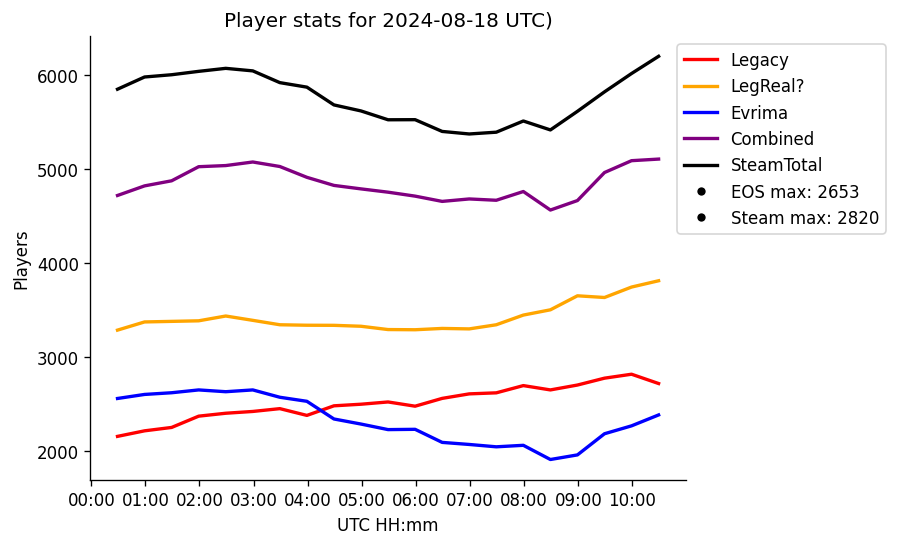 Player stats for 2024-08-18 UTC)
Legacy
LegReal?
Evrima
Combined
SteamTotal
EOS max: 2653
Steam max: 2820
Players
6000
5000
4000
3000
2000
00:00 01:00 02:00 03:00 04:00 05:00 06:00 07:00 08:00 09:00 10:00
UTC HH:mm